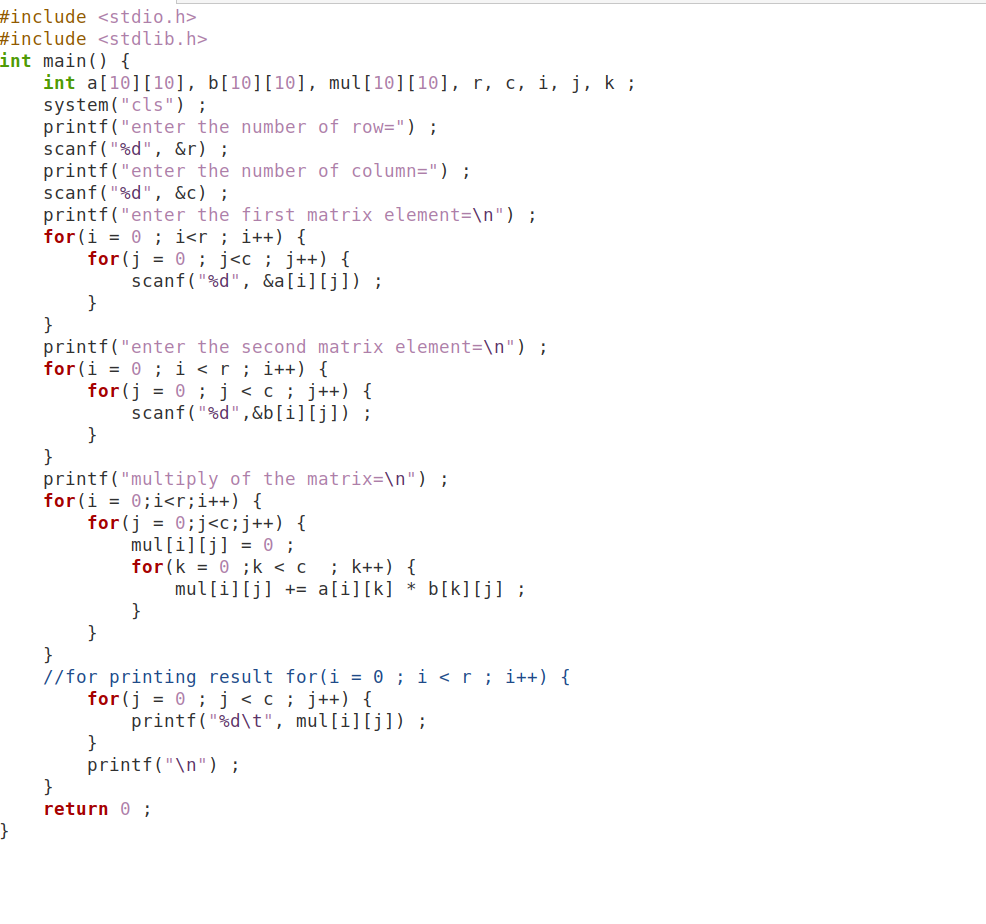 #include <stdio.h>
#include <stdlib.h>
int main() {
    int a[10][10], b[10][10], mul[10][10], r, c, i, j, k ;
    system("cls") ;
    printf("enter the number of row=") ;
    scanf("%d", &r) ;
    printf("enter the number of column=") ;
    scanf("%d", &c) ;
    printf("enter the first matrix element=\n") ;
    for(i = 0 ; i<r ; i++) {
        for(j = 0 ; j<c ; j++) {
            scanf("%d", &a[i][j]) ;
        }
    }
    printf("enter the second matrix element=\n") ;
    for(i = 0 ; i < r ; i++) {
        for(j = 0 ; j < c ; j++) {
            scanf("%d",&b[i][j]) ;
        }
    }
    printf("multiply of the matrix=\n") ;
    for(i = 0;i<r;i++) {
        for(j = 0;j<c;j++) {
            mul[i][j] = 0 ;
            for(k = 0 ;k < c  ; k++) {
                mul[i][j] += a[i][k] * b[k][j] ;
            }
        }
    }
    //for printing result for(i = 0 ; i < r ; i++) {
        for(j = 0 ; j < c ; j++) {
            printf("%d\t", mul[i][j]) ;
        }
        printf("\n") ;
    }
    return 0 ;
}